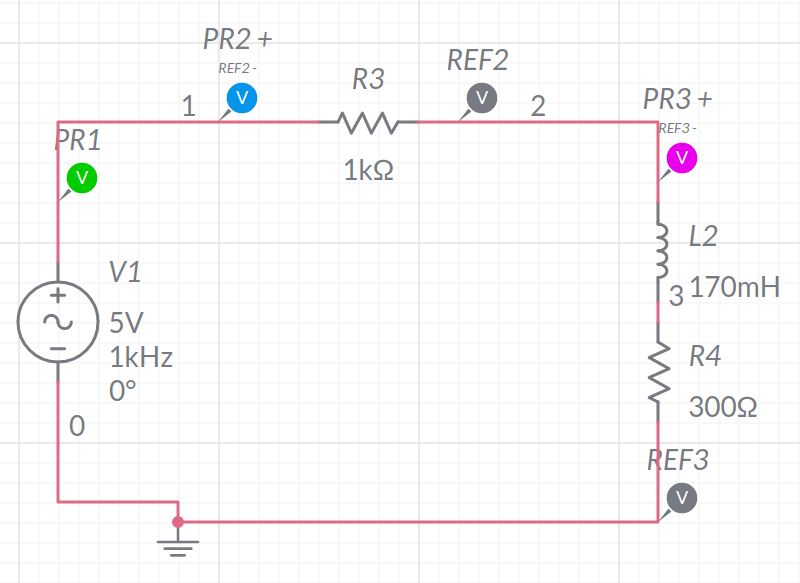 PR2 +
REF2 -
V
1
R3
1kΩ
REF2
V
2
PR3 +
REF3 -
V
PR1
V
V1
5V
1kHz
0°
0
L2
170mH
3
R4
300Ω
REF3
V